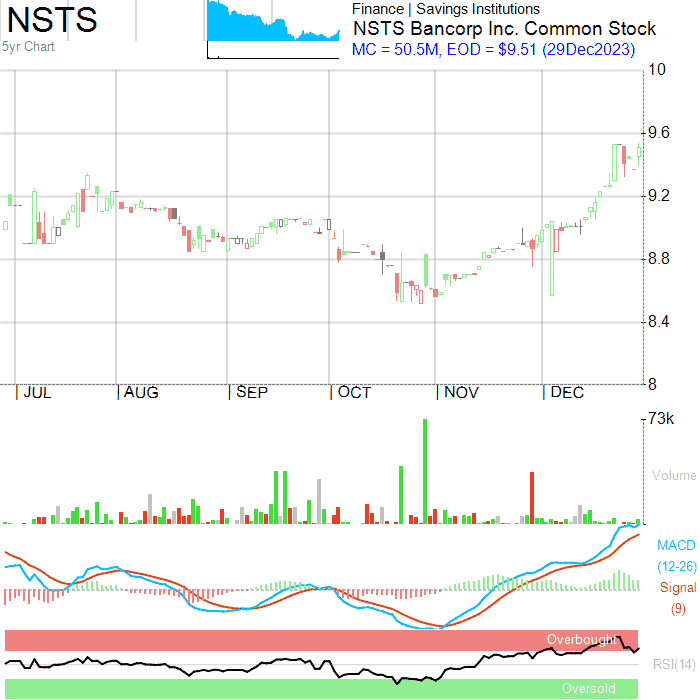 NSTS
5yr Chart
Finance | Savings Institutions
NSTS Bancorp Inc. Common Stock
MC = 50.5M, EOD = $9.51 (29Dec2023)
10
9.6
9.2
8.8
8.4
8
JUL AUG SEP OCT NOV DEC
73k
Volume
MACD
(12-26)
Signal
(9)
Overbought
RSI(14)
Oversold